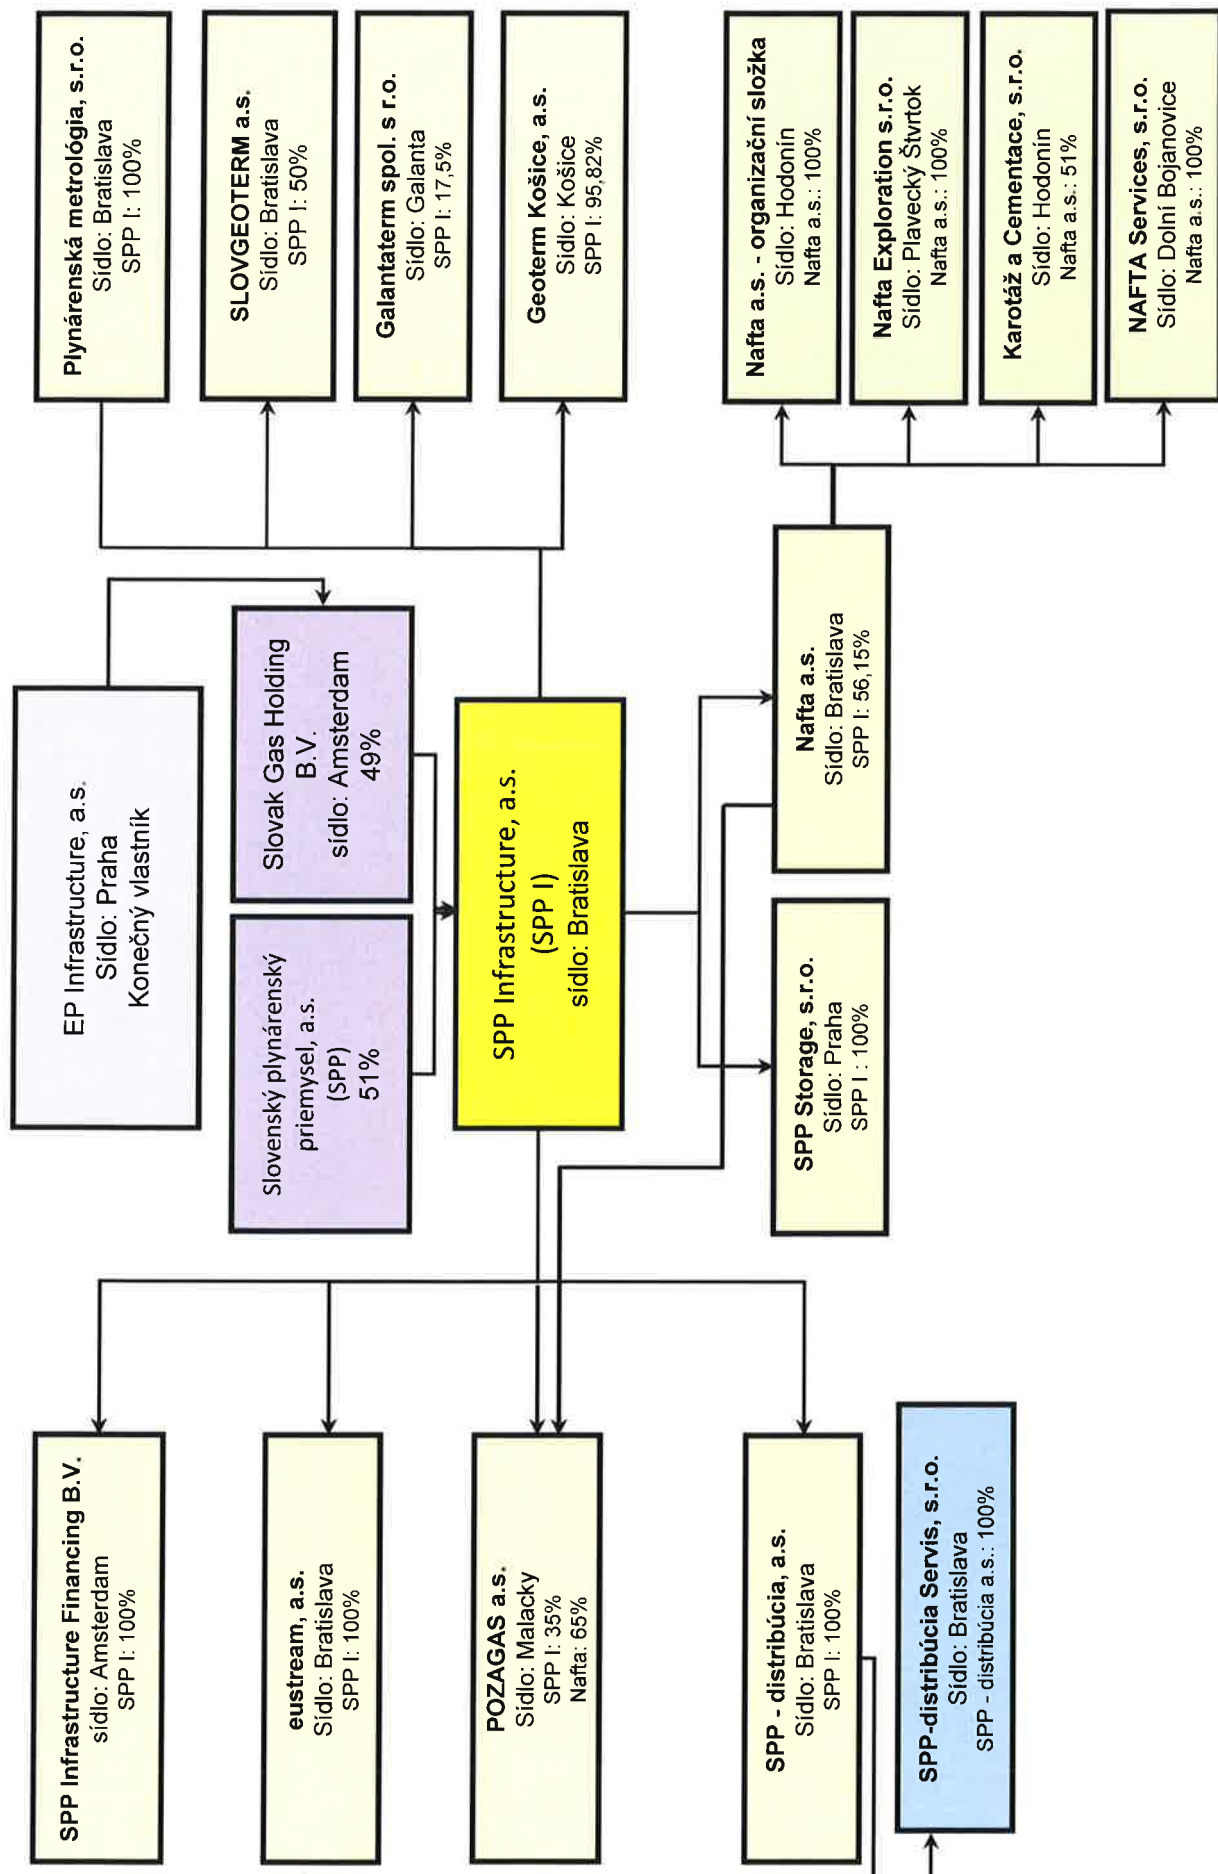 SPP Infrastructure Financing B.V.
sídlo: Amsterdam
SPP I: 100%
EP Infrastructure, a.s.
Sídlo: Praha
Konečný vlastník
Plynárenská metrológia, s.r.o.
Sídlo: Bratislava
SPP I: 100%
eustream, a.s.
Sídlo: Bratislava
SPP I: 100%
Slovenský plynárenský
priemysel, a.s.
(SPP)
51%
Slovak Gas Holding
B.V.
sídlo: Amsterdam
49%
SLOVGEOTERM a.s.
Sídlo: Bratislava
SPP I: 50%
Galantaterm spol. s r.o.
Sídlo: Galanta
SPP I: 17,5%
POZAGAS a.s.
Sídlo: Malacky
SPP I: 35%
Nafta: 65%
SPP Infrastructure, a.s.
(SPP I)
sídlo: Bratislava
Geoterm Košice, a.s.
Sídlo: Košice
SPP I: 95,82%
SPP - distribúcia, a.s.
Sídlo: Bratislava
SPP I: 100%
SPP Storage, s.r.o.
Sídlo: Praha
SPP I : 100%
Nafta a.s.
Sídlo: Bratislava
SPP I: 56,15%
Nafta a.s. - organizační složka
Sídlo: Hodonín
Nafta a.s.: 100%
Nafta Exploration s.r.o.
Sídlo: Plavecký Štvrtok
Nafta a.s.: 100%
SPP-distribúcia Servis, s.r.o.
Sídlo: Bratislava
SPP - distribúcia a.s.: 100%
Karotáž a Cementace, s.r.o.
Sídlo: Hodonín
Nafta a.s.: 51%
NAFTA Services, s.r.o.
Sídlo: Dolní Bojanovice
Nafta a.s.: 100%